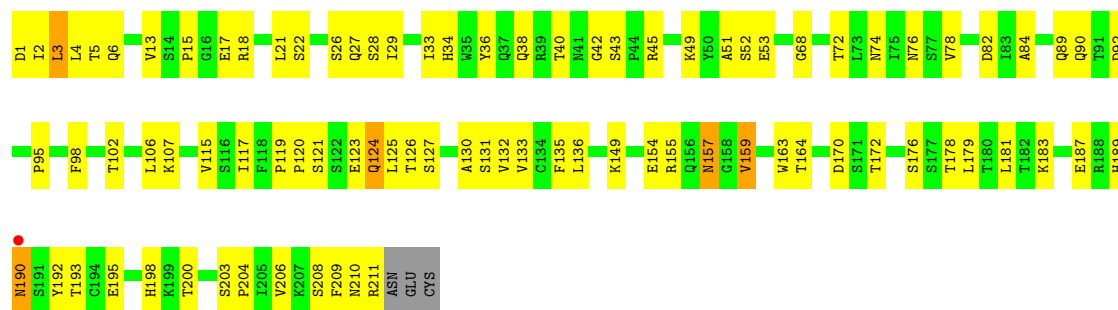 D1 I2 L3 L4 T5 Q6 V13 S14 P15 G16 E17 R18 L21 S22 S26 Q27 S28 I29 I33 H34 W35 Y36 Q37 Q38 R39 T40 N41 G42 S43 P44 R45 K49 Y50 A51 S52 E53 G68 T72 L73 N74 I75 N76 S77 V78 D82 I83 A84 Q89 Q90 T91
P95 F98 T102 L106 K107 V115 S116 I117 F118 P119 P120 S121 S122 E123 Q124 L125 T126 S127 A130 S131 V132 V133 C134 F135 L136 K149 E154 R155 Q156 N157 G158 V159 W163 T164 D170 S171 T172 S176 S177 T178 L179 T180 L181 T182 K183 E187 R188
N190 S191 Y192 T193 C194 E195 H198 K199 T200 S203 P204 I205 V206 K207 S208 F209 N210 R211 ASN GLU CYS